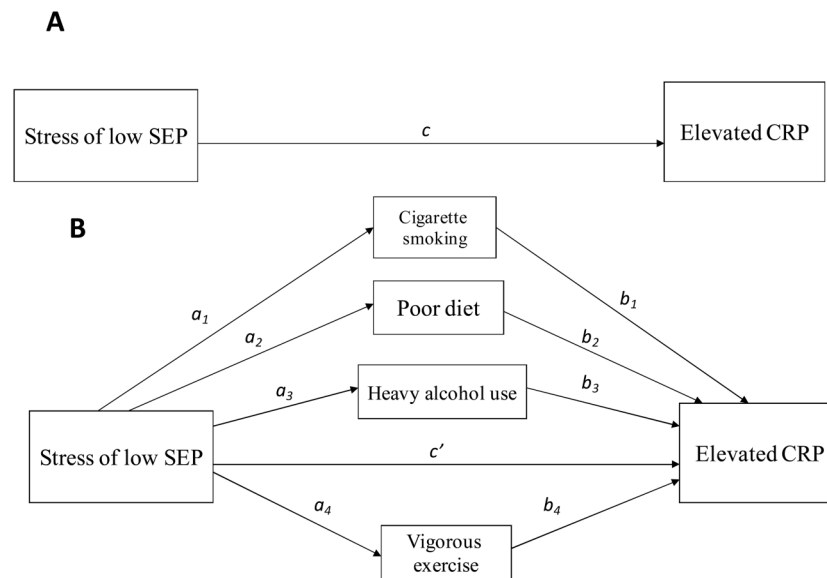 A
Stress of low SEP
c
Elevated CRP
B
Cigarette
smoking
a₁
b₁
Poor diet
a₂
b₂
Heavy alcohol use
a₃
b₃
Stress of low SEP
c’
Elevated CRP
a₄
b₄
Vigorous
exercise